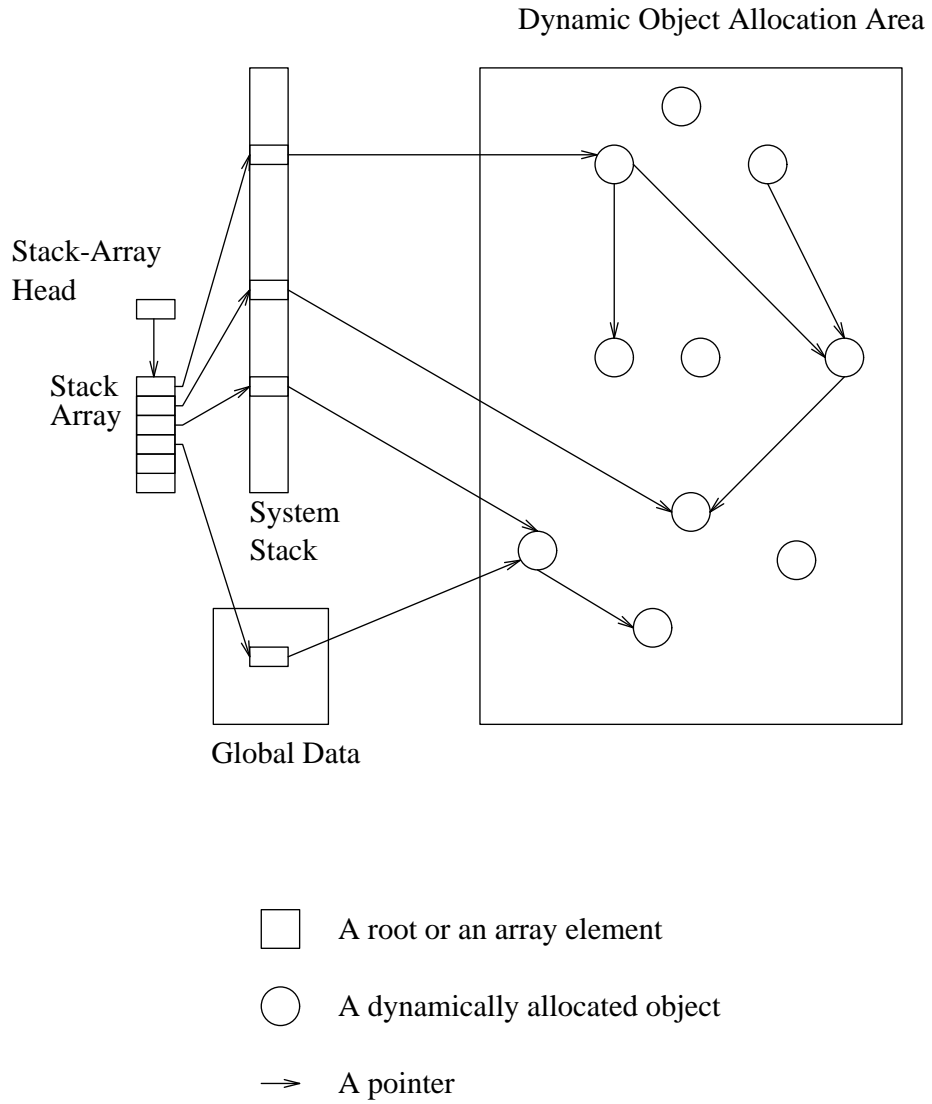 Dynamic Object Allocation Area
Stack-Array
Head
Stack
Array
System
Stack
Global Data
A root or an array element
A dynamically allocated object
A pointer